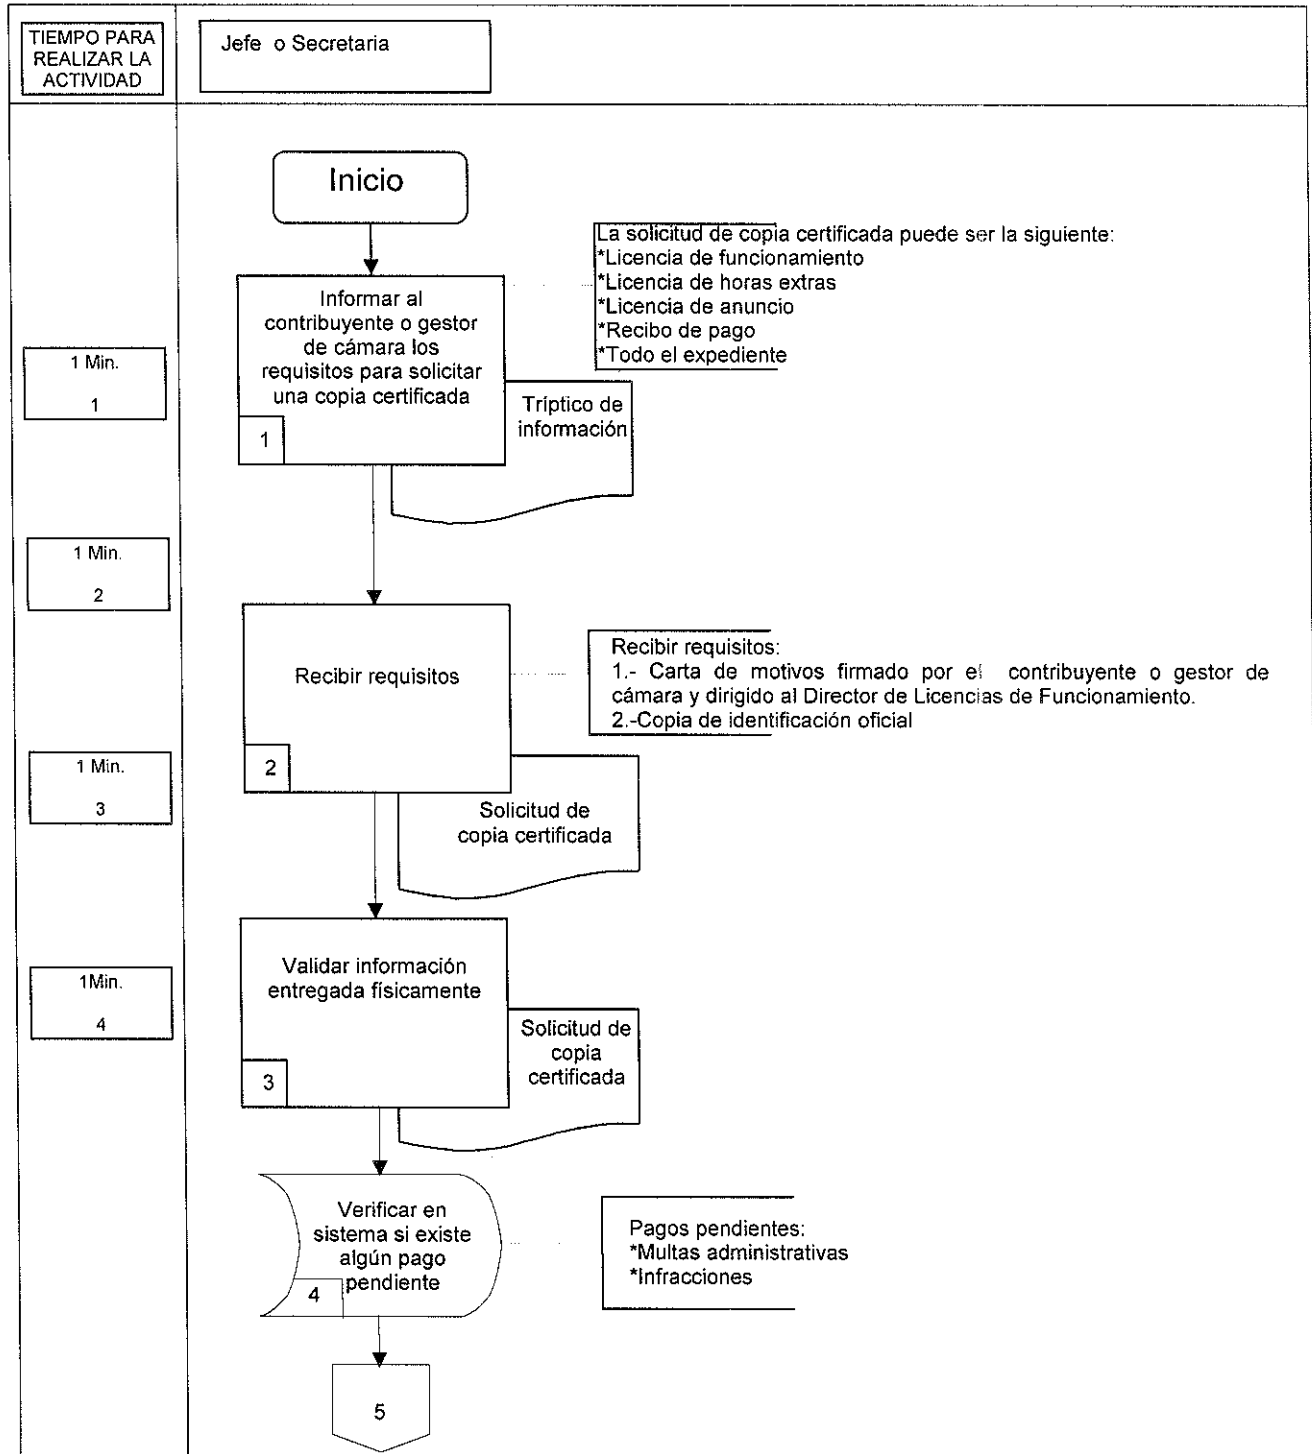 TIEMPO PARA
REALIZAR LA
ACTIVIDAD
Jefe o Secretaria
Inicio
La solicitud de copia certificada puede ser la siguiente:
*Licencia de funcionamiento
*Licencia de horas extras
*Licencia de anuncio
*Recibo de pago
*Todo el expediente
Informar al
contribuyente o gestor
de cámara los
requisitos para solicitar
una copia certificada
1
Tríptico de
información
1 Min.
1
1 Min.
2
Recibir requisitos
2
Recibir requisitos:
1.- Carta de motivos firmado por el contribuyente o gestor de
cámara y dirigido al Director de Licencias de Funcionamiento.
2.-Copia de identificación oficial
1 Min.
3
Solicitud de
copia certificada
Validar información
entregada físicamente
3
1Min.
4
Solicitud de
copia
certificada
Verificar en
sistema si existe
algún pago
pendiente
4
Pagos pendientes:
*Multas administrativas
*Infracciones
5